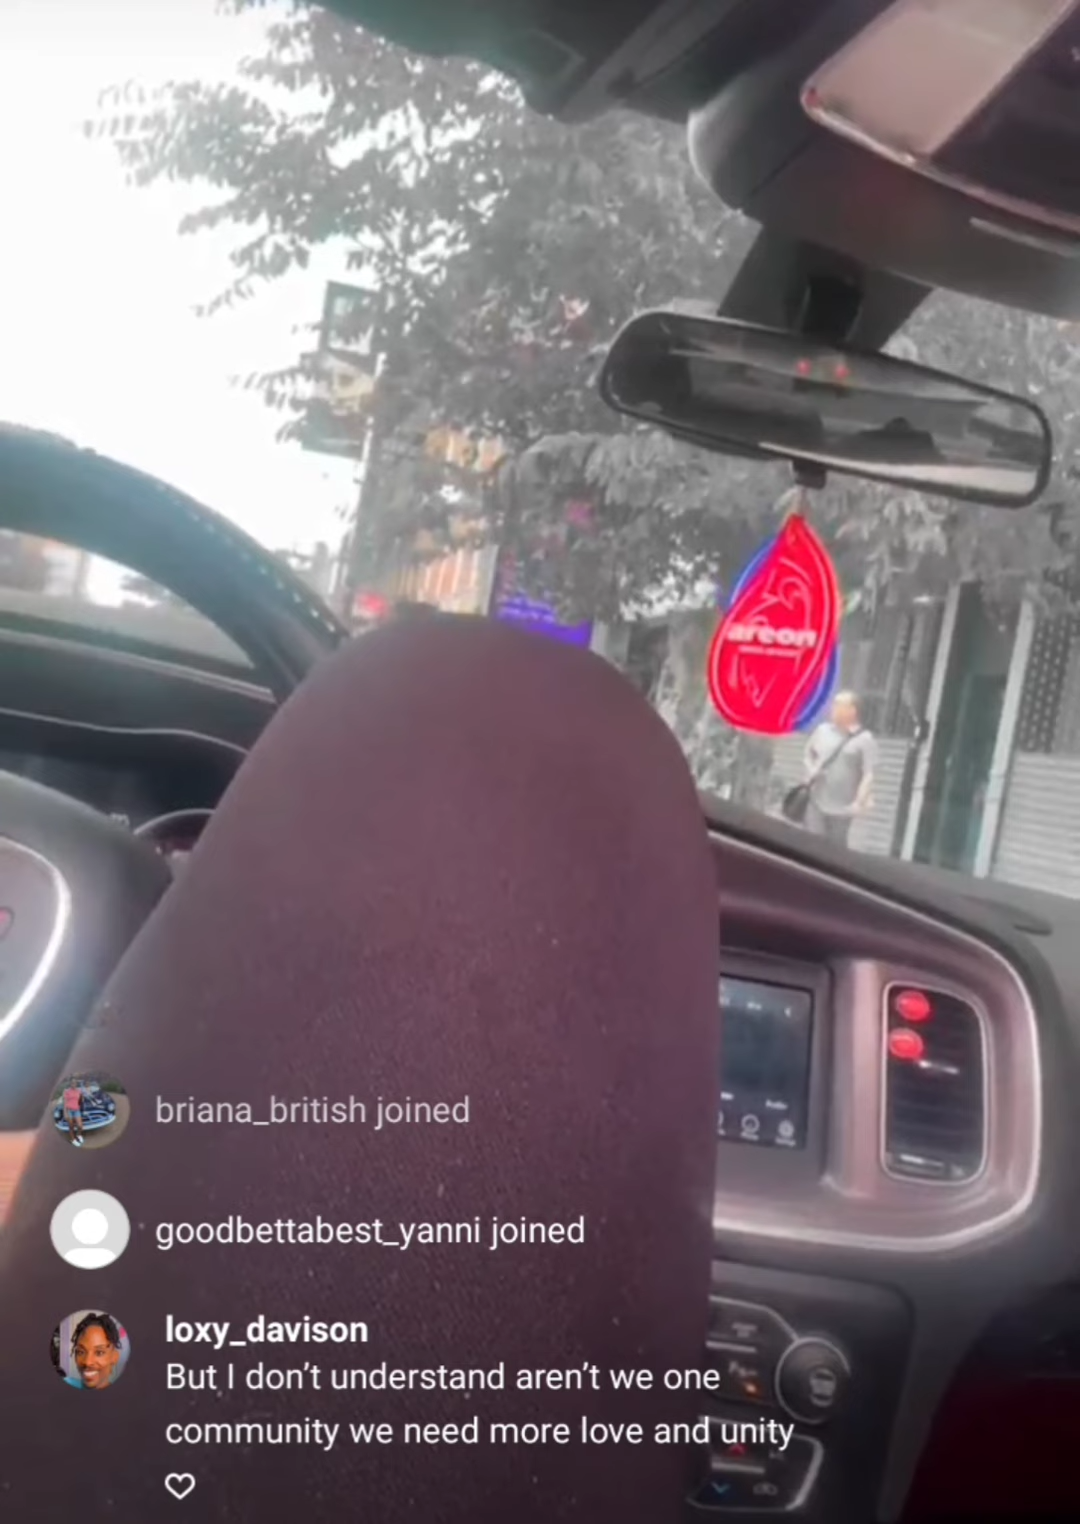 areon
briana_british joined
goodbettabest_yanni joined
loxy_davison
But I don’t understand aren’t we one
community we need more love and unity
♡